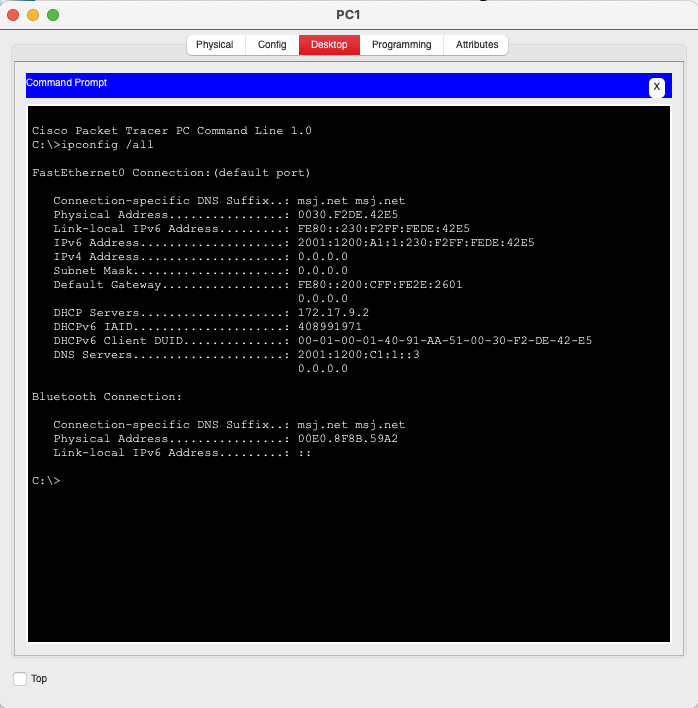 PC1
Physical Config Desktop Programming Attributes
Command Prompt X
Cisco Packet Tracer PC Command Line 1.0
C:\>ipconfig /all
FastEthernet0 Connection:(default port)
Connection-specific DNS Suffix..: msj.net msj.net
Physical Address................: 0030.F2DE.42E5
Link-local IPv6 Address.........: FE80::230:F2FF:FEDE:42E5
IPv6 Address....................: 2001:1200:A1:1:230:F2FF:FEDE:42E5
IPv4 Address....................: 0.0.0.0
Subnet Mask.....................: 0.0.0.0
Default Gateway.................: FE80::200:CFF:FE2E:2601
0.0.0.0
DHCP Servers....................: 172.17.9.2
DHCPv6 IAID.....................: 408991971
DHCPv6 Client DUID..............: 00-01-00-01-40-91-AA-51-00-30-F2-DE-42-E5
DNS Servers.....................: 2001:1200:C1:1::3
0.0.0.0
Bluetooth Connection:
Connection-specific DNS Suffix..: msj.net msj.net
Physical Address................: 00E0.8F8B.59A2
Link-local IPv6 Address.........: ::
C:\>
Top